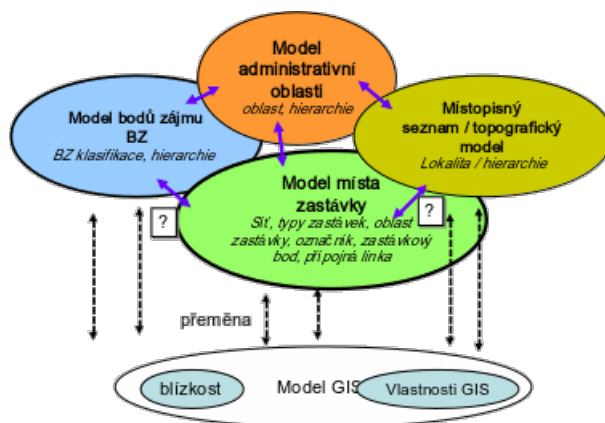 Model
administrativní
oblasti
oblast, hierarchie
Model bodů zájmu
BZ
BZ klasifikace, hierarchie
Místopisný
seznam / topografický
model
Lokalita / hierarchie
Model místa
zastávky
Síť, typy zastávek, oblast
zastávky, označník, zastávkový
bod, přípojná linka
?
?
přeměna
blízkost
Model GIS
Vlastnosti GIS